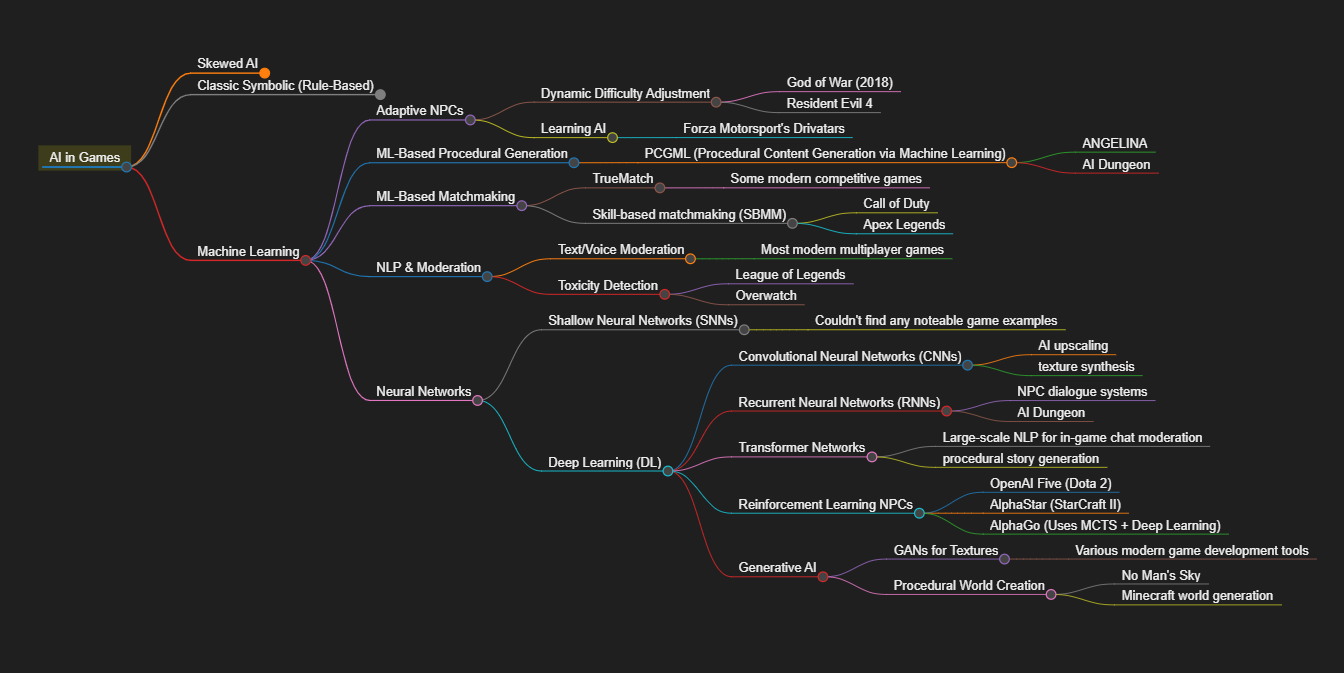 AI in Games
Skewed AI
Classic Symbolic (Rule-Based)
Machine Learning
Adaptive NPCs
Dynamic Difficulty Adjustment
God of War (2018)
Resident Evil 4
Learning AI
Forza Motorsport's Drivatars
ML-Based Procedural Generation
PCGML (Procedural Content Generation via Machine Learning)
ANGELINA
AI Dungeon
ML-Based Matchmaking
TrueMatch
Some modern competitive games
Skill-based matchmaking (SBMM)
Call of Duty
Apex Legends
NLP & Moderation
Text/Voice Moderation
Most modern multiplayer games
Toxicity Detection
League of Legends
Overwatch
Neural Networks
Shallow Neural Networks (SNNs)
Couldn't find any noteable game examples
Deep Learning (DL)
Convolutional Neural Networks (CNNs)
AI upscaling
texture synthesis
Recurrent Neural Networks (RNNs)
NPC dialogue systems
AI Dungeon
Transformer Networks
Large-scale NLP for in-game chat moderation
procedural story generation
Reinforcement Learning NPCs
OpenAI Five (Dota 2)
AlphaStar (StarCraft II)
AlphaGo (Uses MCTS + Deep Learning)
Generative AI
GANs for Textures
Various modern game development tools
Procedural World Creation
No Man's Sky
Minecraft world generation